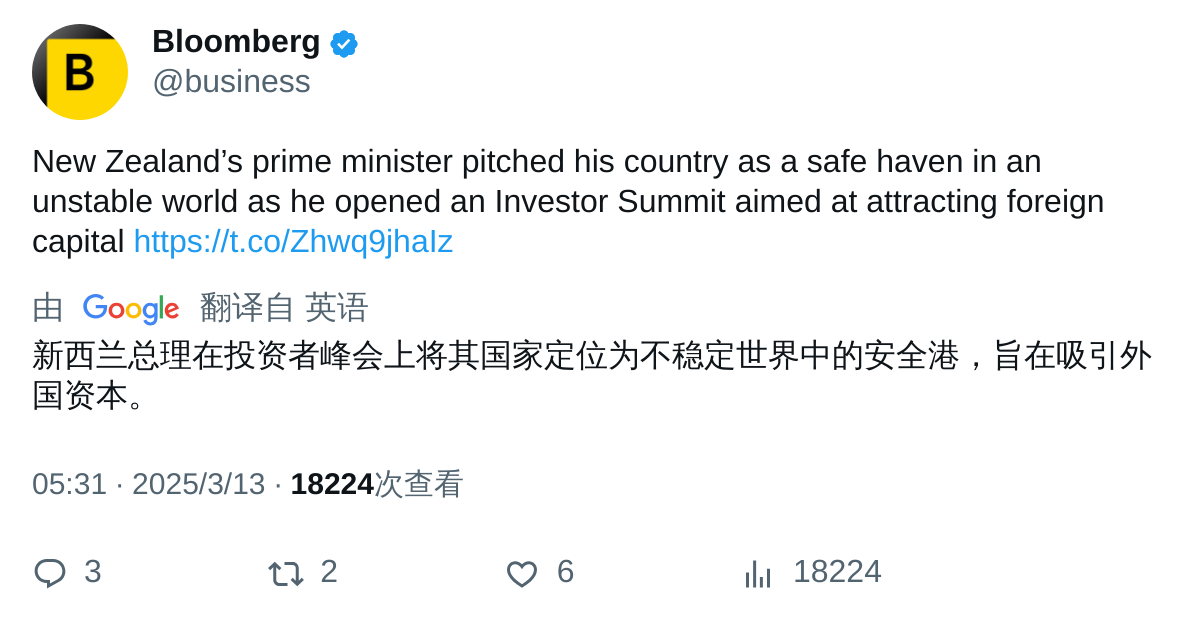 Bloomberg
@business
New Zealand’s prime minister pitched his country as a safe haven in an
unstable world as he opened an Investor Summit aimed at attracting foreign
capital https://t.co/Zhwq9jhaIz
由 Google 翻译自 英语
新西兰总理在投资者峰会上将其国家定位为不稳定世界中的安全港，旨在吸引外
国资本。
05:31 · 2025/3/13 · 18224次查看
3 2 6 18224